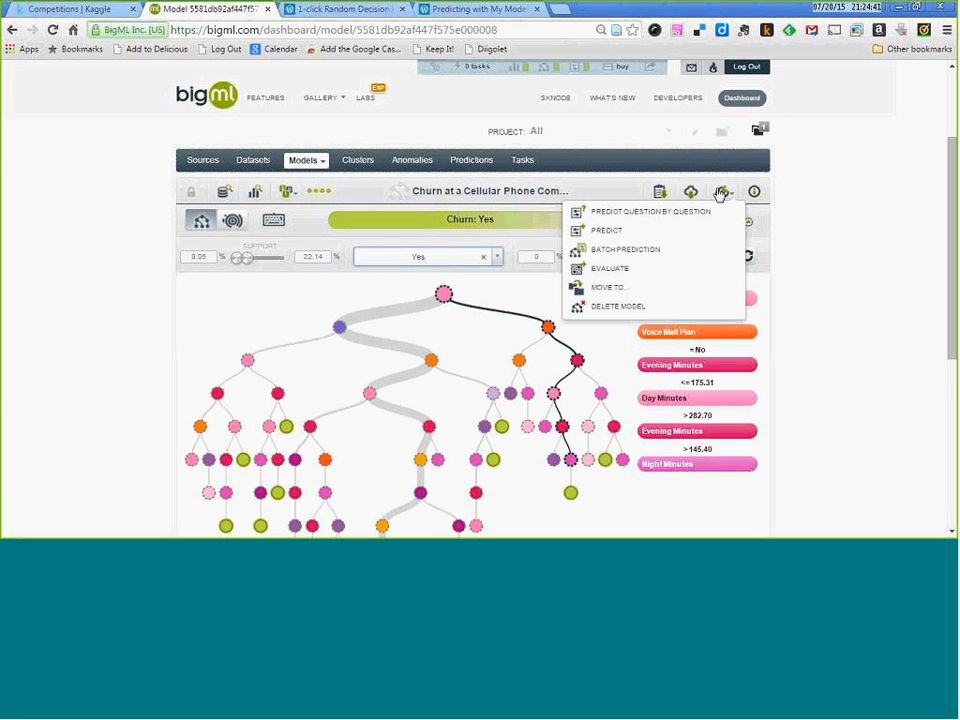 Competitions | Kaggle
Model 5581db92af447f57
1-click Random Decision
Predicting with My Mode
07/20/15 21:24:41
BigML Inc. [US]
https://bigml.com/dashboard/model/5581db92af447f575e000008
Apps
Bookmarks
Add to Delicious
Log Out
Calendar
Add the Google Cas...
Keep It!
Diigolet
Other bookmarks
0 tasks
buy
Log Out
bigml
FEATURES
GALLERY
LABS
EXP
SKNODE
WHAT'S NEW
DEVELOPERS
Dashboard
PROJECT: All
1
Sources
Datasets
Models
Clusters
Anomalies
Predictions
Tasks
Churn at a Cellular Phone Com...
Churn: Yes
SUPPORT
0.05 %
22.14 %
Yes
0 %
PREDICT QUESTION BY QUESTION
PREDICT
BATCH PREDICTION
EVALUATE
MOVE TO...
DELETE MODEL
Voice Mail Plan
= No
Evening Minutes
<= 175.31
Day Minutes
> 282.70
Evening Minutes
> 145.40
Night Minutes